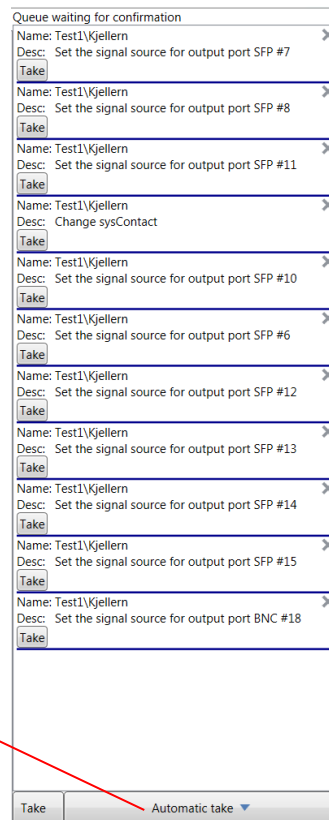 Queue waiting for confirmation
Name: Test1\Kjellern
Desc: Set the signal source for output port SFP #7
Take
Name: Test1\Kjellern
Desc: Set the signal source for output port SFP #8
Take
Name: Test1\Kjellern
Desc: Set the signal source for output port SFP #11
Take
Name: Test1\Kjellern
Desc: Change sysContact
Take
Name: Test1\Kjellern
Desc: Set the signal source for output port SFP #10
Take
Name: Test1\Kjellern
Desc: Set the signal source for output port SFP #6
Take
Name: Test1\Kjellern
Desc: Set the signal source for output port SFP #12
Take
Name: Test1\Kjellern
Desc: Set the signal source for output port SFP #13
Take
Name: Test1\Kjellern
Desc: Set the signal source for output port SFP #14
Take
Name: Test1\Kjellern
Desc: Set the signal source for output port SFP #15
Take
Name: Test1\Kjellern
Desc: Set the signal source for output port BNC #18
Take
Take Automatic take